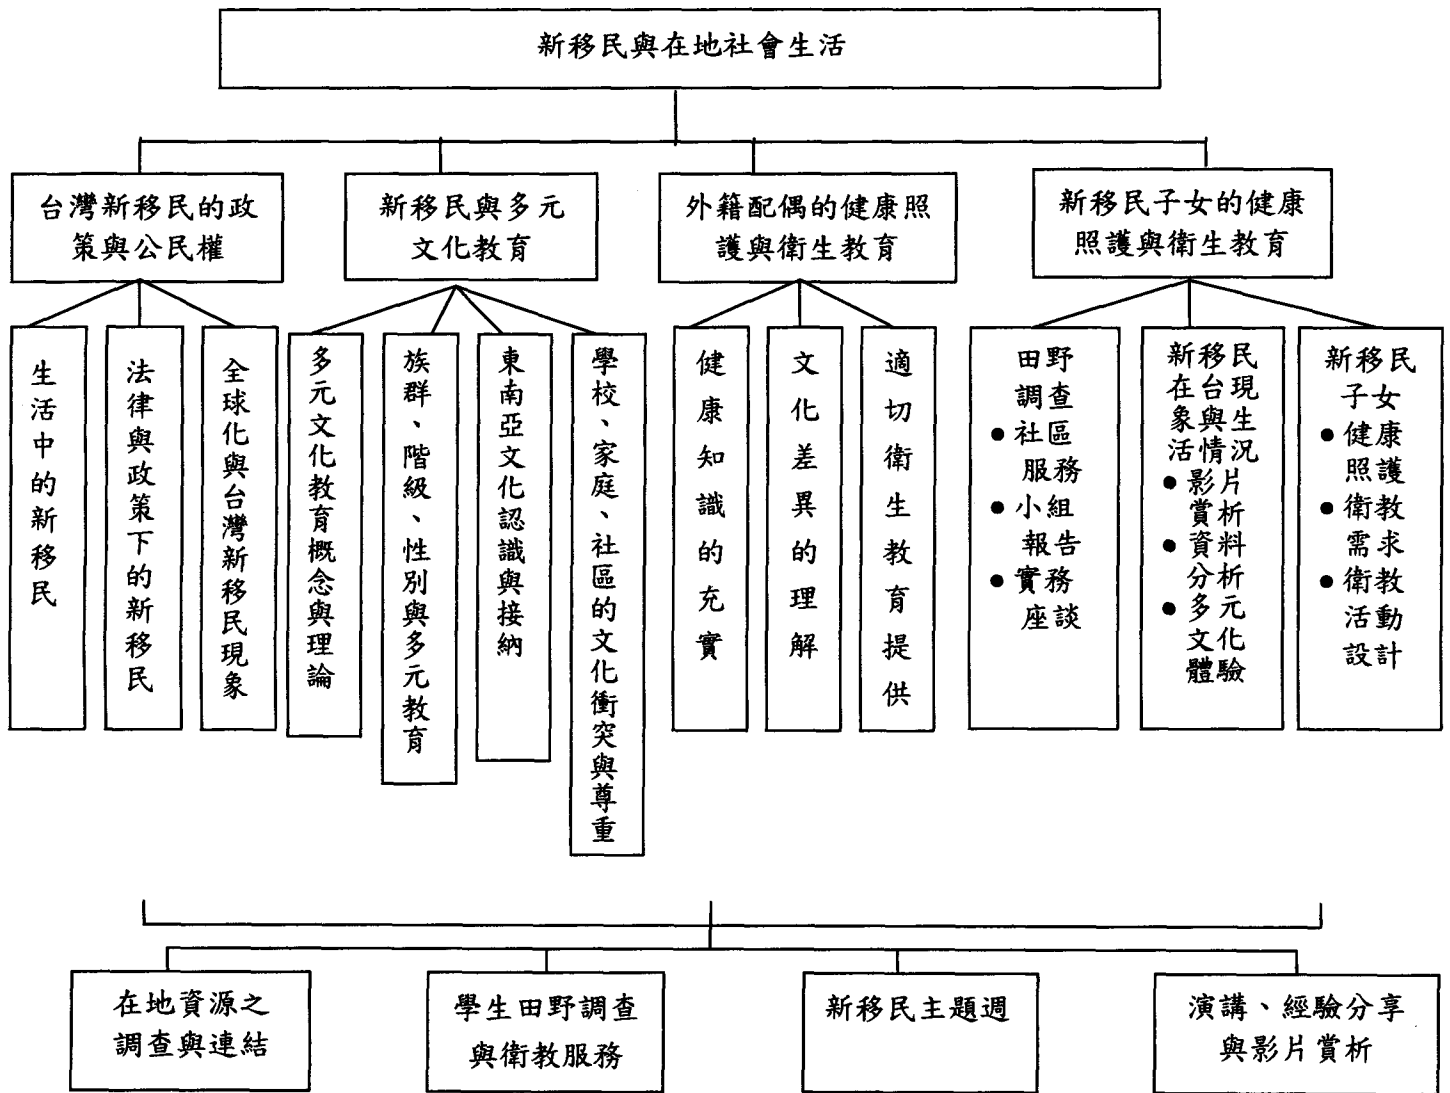 新移民與在地社會生活
台灣新移民的政
策與公民權
新移民與多元
文化教育
外籍配偶的健康照
護與衛生教育
新移民子女的健康
照護與衛生教育
生活中的新移民
法律與政策下的新移民
全球化與台灣新移民現象
多元文化教育概念與理論
族群、階級、性別與多元教育
東南亞文化認識與接納
學校、家庭、社區的文化衝突與尊重
健康知識的充實
文化差異的理解
適切衛生教育提供
田野
調查
●社區
服務
●小組
報告
●實務
座談
新移民
在台現
象與生
活情況
●影片
賞析
●資料
分析
●多元
文化
體驗
新移民
子女
●健康
照護
●衛教
需求
●衛教
活動
設計
在地資源之
調查與連結
學生田野調查
與衛教服務
新移民主題週
演講、經驗分享
與影片賞析